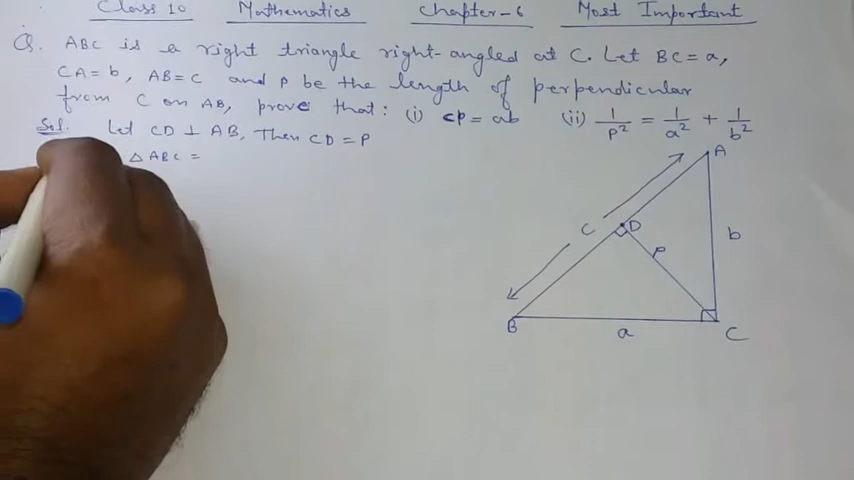 Class 10 Mathematics Chapter-6 Most Important
Q. ABC is a right triangle right-angled at C. Let BC = a,
CA = b, AB = c and p be the length of perpendicular
from C on AB, prove that: (i) cp = ab (ii) 1/p² = 1/a² + 1/b²
Sol. Let CD ⊥ AB, Then CD = P
△ ABC =
A
C
D
P
b
B
a
C